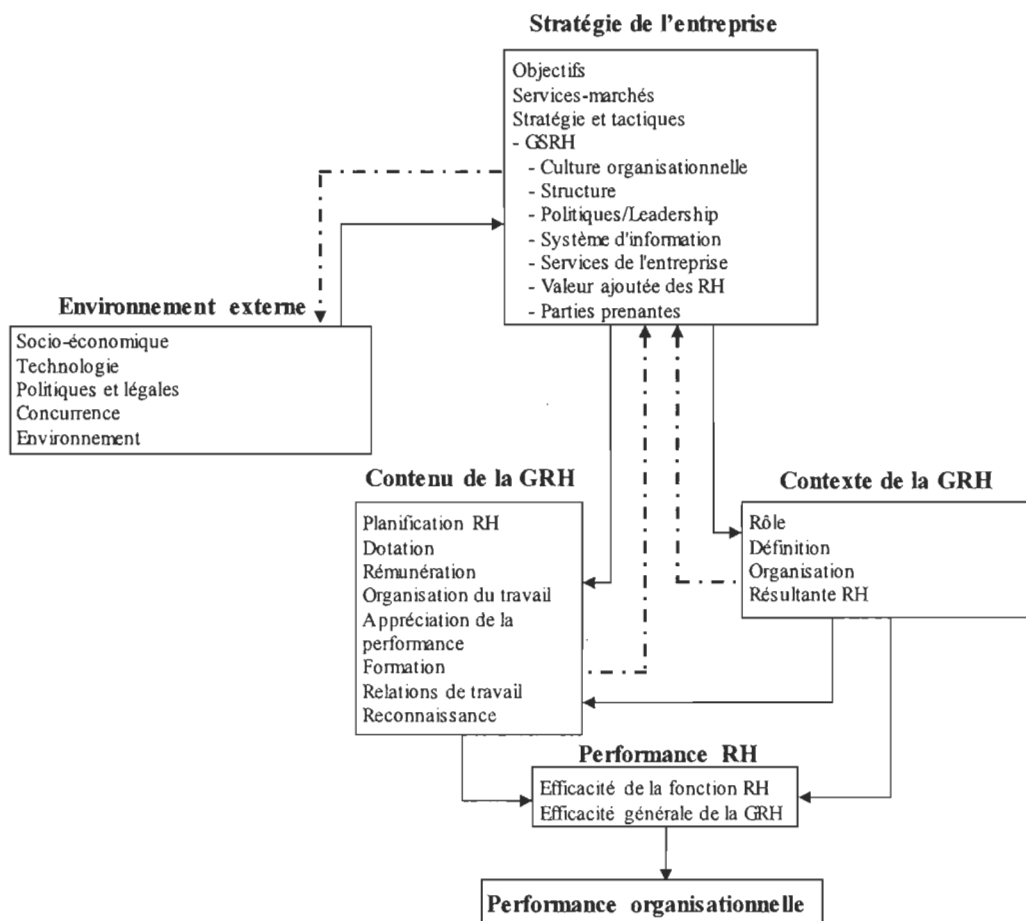 Stratégie de l'entreprise
Objectifs
Services-marchés
Stratégie et tactiques
- GSRH
- Culture organisationnelle
- Structure
- Politiques/Leadership
- Système d'information
- Services de l'entreprise
- Valeur ajoutée des RH
- Parties prenantes
Environnement externe
Socio-économique
Technologie
Politiques et légales
Concurrence
Environnement
Contenu de la GRH
Planification RH
Dotation
Rémunération
Organisation du travail
Appréciation de la
performance
Formation
Relations de travail
Reconnaissance
Contexte de la GRH
Rôle
Définition
Organisation
Résultante RH
Performance RH
Efficacité de la fonction RH
Efficacité générale de la GRH
Performance organisationnelle